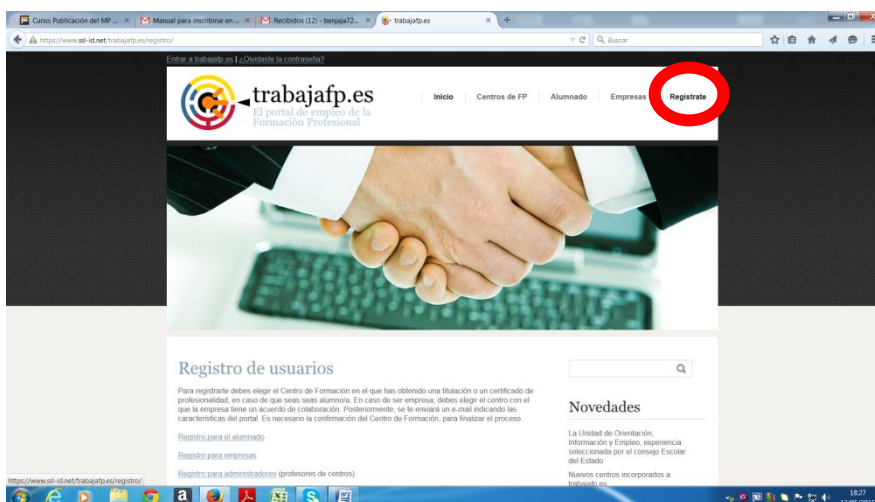 Curso: Publicación del MP ...
Manual para inscribirse en ...
Recibidos (12) - benjaja72...
trabajafp.es
https://www.ssl-id.net/trabajafp.es/registro/
Buscar
Entrar a trabajafp.es | ¿Olvidaste la contraseña?
trabajafp.es
El portal de empleo de la
Formación Profesional
Inicio
Centros de FP
Alumnado
Empresas
Registrate
Registro de usuarios
Para registrarte debes elegir el Centro de Formación en el que has obtenido una titulación o un certificado de
profesionalidad, en caso de que seas seas alumno/a. En caso de ser empresa, debes elegir el centro con el
que la empresa tiene un acuerdo de colaboración. Posteriormente, se te enviará un e-mail indicando las
características del portal. Es necesario la confirmación del Centro de Formación, para finalizar el proceso.
Registro para el alumnado
Registro para empresas
Registro para administradores (profesores de centros)
Novedades
La Unidad de Orientación,
Información y Empleo, experiencia
seleccionada por el consejo Escolar
del Estado
Nuevos centros incorporados a
trabajafp.es
https://www.ssl-id.net/trabajafp.es/registro/
18:27